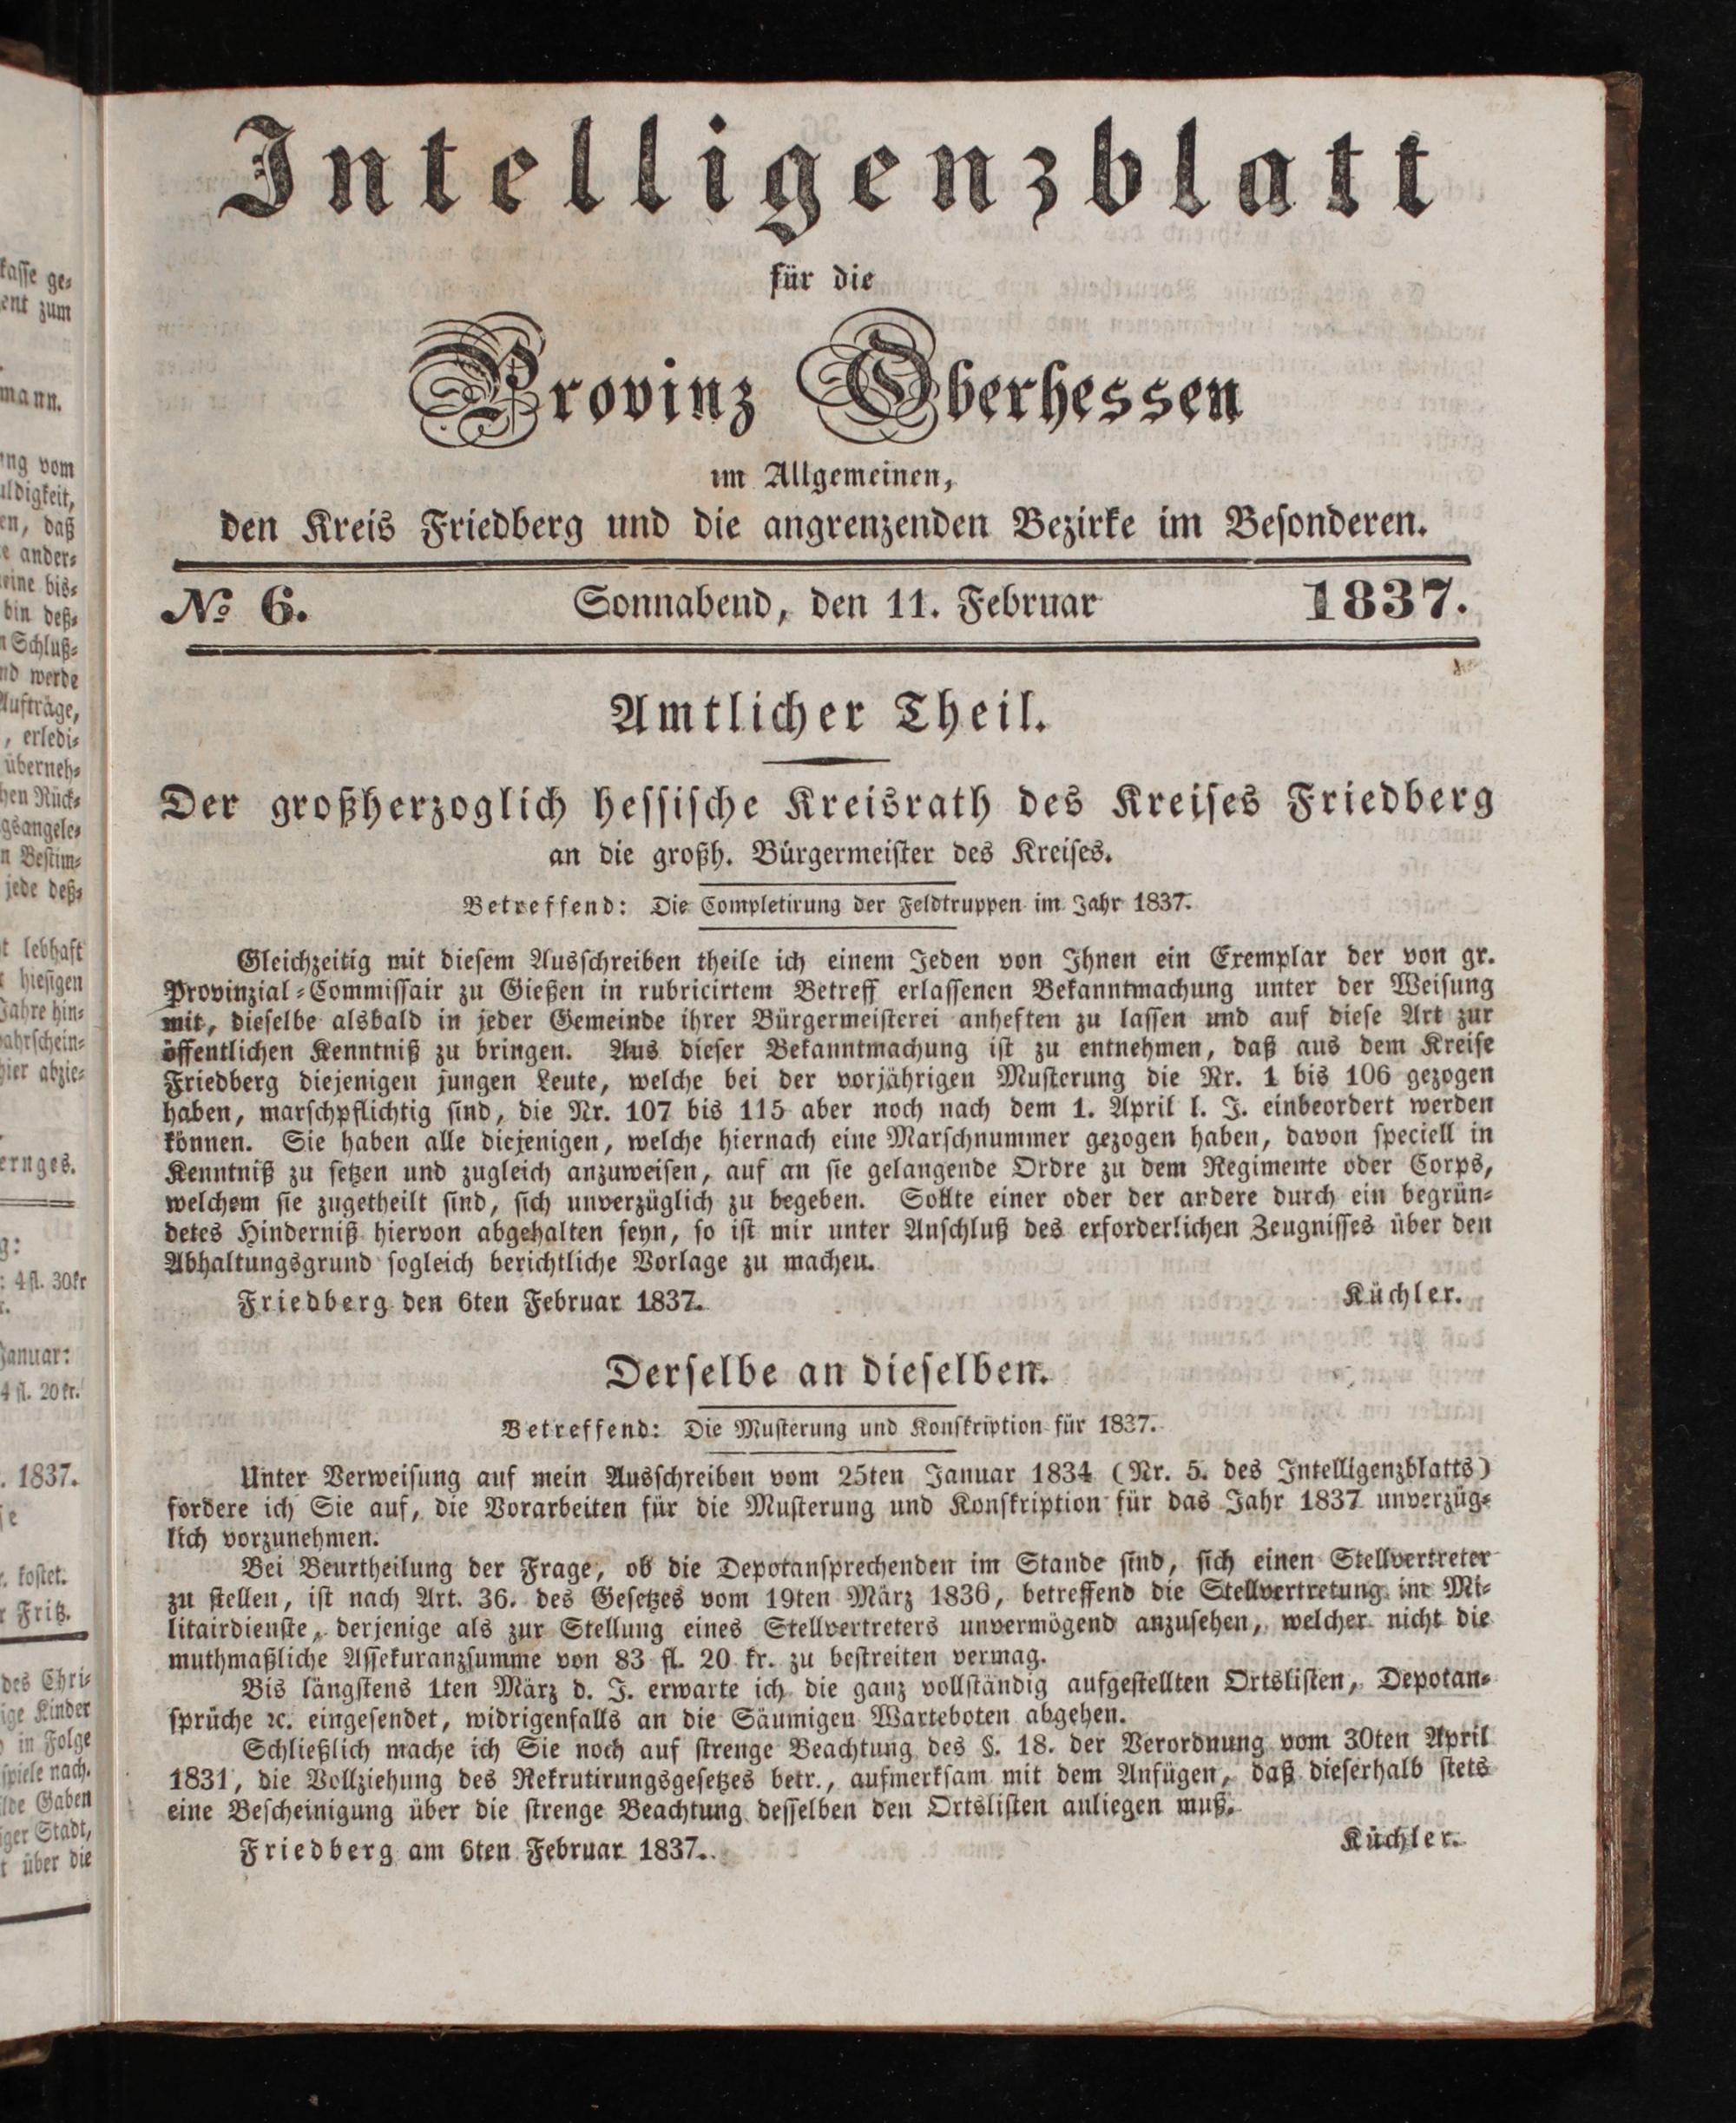 Intelligenzblatt
für die
Provinz Oberhessen
im Allgemeinen,
den Kreis Friedberg und die angrenzenden Bezirke im Besonderen.
№ 6. Sonnabend, den 11. Februar 1837.
Amtlicher Theil.
Der großherzoglich hessische Kreisrath des Kreises Friedberg
an die großh. Bürgermeister des Kreises.
Betreffend: Die Completirung der Feldtruppen im Jahr 1837.
Gleichzeitig mit diesem Ausschreiben theile ich einem Jeden von Ihnen ein Exemplar der von gr.
Provinzial-Commissair zu Gießen in rubricirtem Betreff erlassenen Bekanntmachung unter der Weisung
mit, dieselbe alsbald in jeder Gemeinde ihrer Bürgermeisterei anheften zu lassen und auf diese Art zur
öffentlichen Kenntniß zu bringen. Aus dieser Bekanntmachung ist zu entnehmen, daß aus dem Kreise
Friedberg diejenigen jungen Leute, welche bei der vorjährigen Musterung die Nr. 1 bis 106 gezogen
haben, marschpflichtig sind, die Nr. 107 bis 115 aber noch nach dem 1. April l. J. einbeordert werden
können. Sie haben alle diejenigen, welche hiernach eine Marschnummer gezogen haben, davon speciell in
Kenntniß zu setzen und zugleich anzuweisen, auf an sie gelangende Ordre zu dem Regimente oder Corps,
welchem sie zugetheilt sind, sich unverzüglich zu begeben. Sollte einer oder der andere durch ein begrün-
detes Hinderniß hiervon abgehalten seyn, so ist mir unter Anschluß des erforderlichen Zeugnisses über den
Abhaltungsgrund sogleich berichtliche Vorlage zu machen.
Friedberg den 6ten Februar 1837. Küchler.
Derselbe an dieselben.
Betreffend: Die Musterung und Konskription für 1837.
Unter Verweisung auf mein Ausschreiben vom 25ten Januar 1834 (Nr. 5. des Intelligenzblatts)
fordere ich Sie auf, die Vorarbeiten für die Musterung und Konskription für das Jahr 1837 unverzüg-
lich vorzunehmen.
Bei Beurtheilung der Frage, ob die Depotansprechenden im Stande sind, sich einen Stellvertreter
zu stellen, ist nach Art. 36. des Gesetzes vom 19ten März 1836, betreffend die Stellvertretung im Mi-
litairdienste, derjenige als zur Stellung eines Stellvertreters unvermögend anzusehen, welcher nicht die
muthmaßliche Assekuranzsumme von 83 fl. 20 kr. zu bestreiten vermag.
Bis längstens 1ten März d. J. erwarte ich die ganz vollständig aufgestellten Ortslisten, Depotan-
sprüche ꝛc. eingesendet, widrigenfalls an die Säumigen Warteboten abgehen.
Schließlich mache ich Sie noch auf strenge Beachtung des §. 18. der Verordnung vom 30ten April
1831, die Vollziehung des Rekrutirungsgesetzes betr., aufmerksam mit dem Anfügen, daß dieserhalb stets
eine Bescheinigung über die strenge Beachtung desselben den Ortslisten anliegen muß.
Friedberg am 6ten Februar 1837. Küchler.